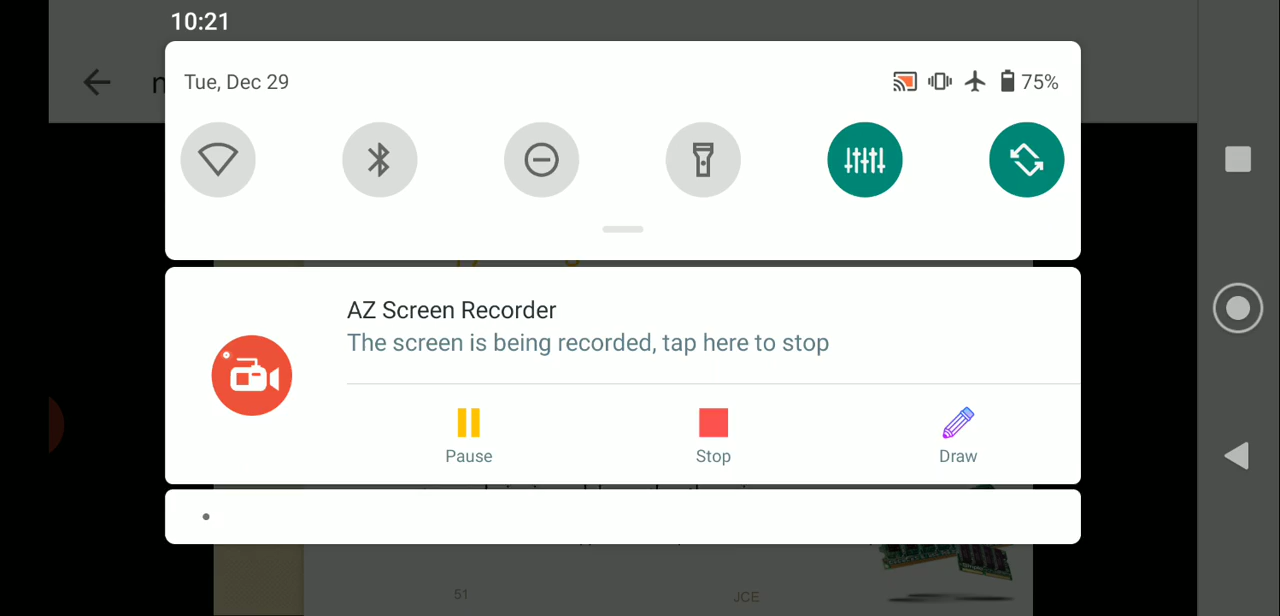 10:21
n
Tue, Dec 29
75%
AZ Screen Recorder
The screen is being recorded, tap here to stop
Pause
Stop
Draw
51
JCE